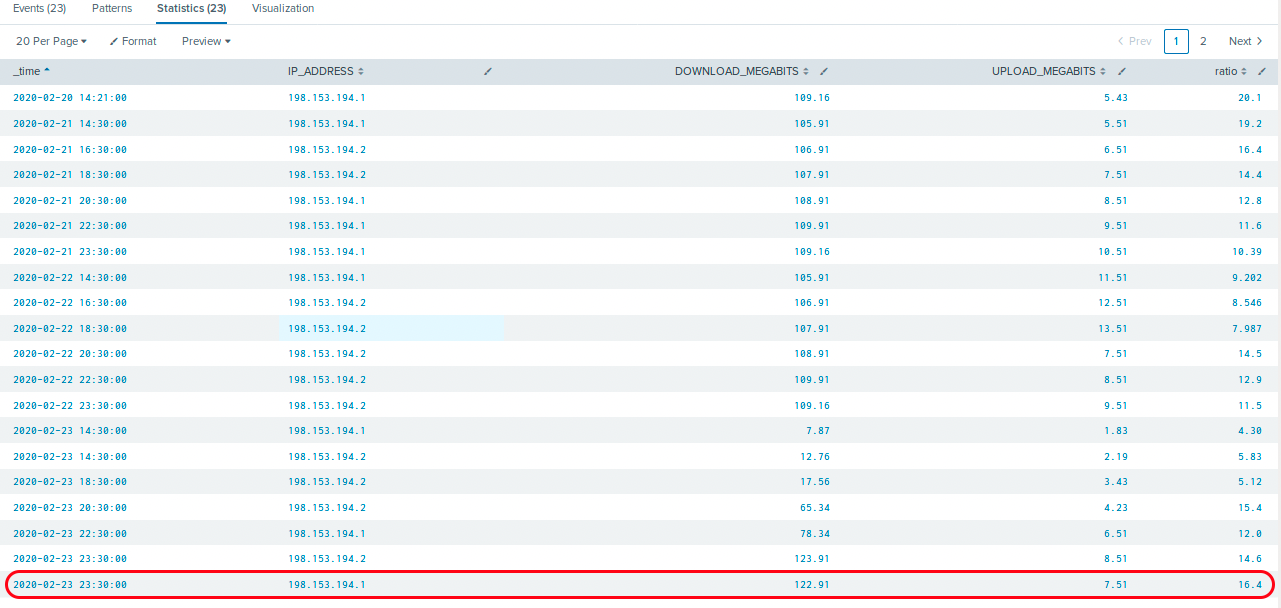 Events (23) Patterns Statistics (23) Visualization
20 Per Page Format Preview Prev 1 2 Next
_time IP_ADDRESS DOWNLOAD_MEGABITS UPLOAD_MEGABITS ratio
2020-02-20 14:21:00 198.153.194.1 109.16 5.43 20.1
2020-02-21 14:30:00 198.153.194.1 105.91 5.51 19.2
2020-02-21 16:30:00 198.153.194.2 106.91 6.51 16.4
2020-02-21 18:30:00 198.153.194.2 107.91 7.51 14.4
2020-02-21 20:30:00 198.153.194.1 108.91 8.51 12.8
2020-02-21 22:30:00 198.153.194.1 109.91 9.51 11.6
2020-02-21 23:30:00 198.153.194.1 109.16 10.51 10.39
2020-02-22 14:30:00 198.153.194.1 105.91 11.51 9.202
2020-02-22 16:30:00 198.153.194.2 106.91 12.51 8.546
2020-02-22 18:30:00 198.153.194.2 107.91 13.51 7.987
2020-02-22 20:30:00 198.153.194.2 108.91 7.51 14.5
2020-02-22 22:30:00 198.153.194.2 109.91 8.51 12.9
2020-02-22 23:30:00 198.153.194.2 109.16 9.51 11.5
2020-02-23 14:30:00 198.153.194.1 7.87 1.83 4.30
2020-02-23 14:30:00 198.153.194.2 12.76 2.19 5.83
2020-02-23 18:30:00 198.153.194.2 17.56 3.43 5.12
2020-02-23 20:30:00 198.153.194.2 65.34 4.23 15.4
2020-02-23 22:30:00 198.153.194.1 78.34 6.51 12.0
2020-02-23 23:30:00 198.153.194.2 123.91 8.51 14.6
2020-02-23 23:30:00 198.153.194.1 122.91 7.51 16.4